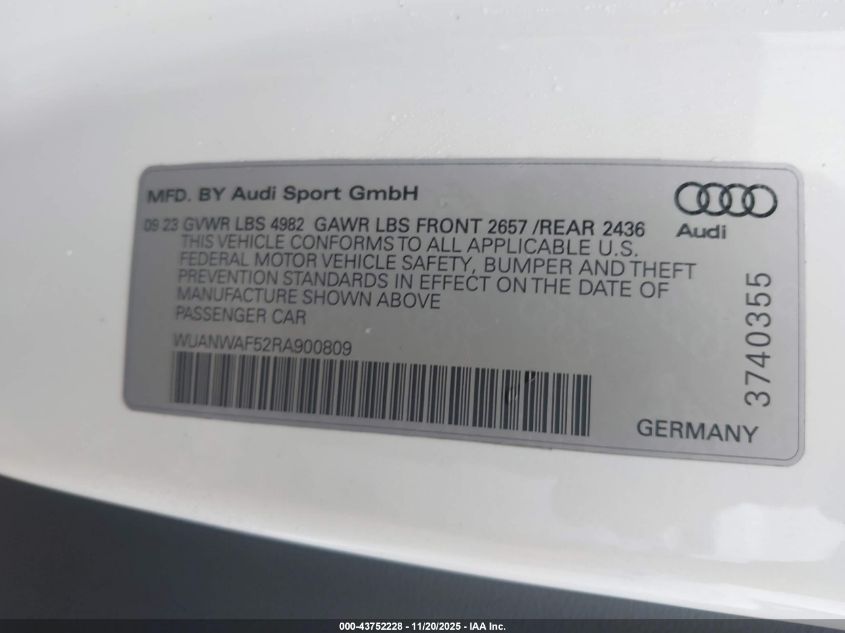 MFD. BY Audi Sport GmbH
Audi
09 23 GVWR LBS 4982 GAWR LBS FRONT 2657 /REAR 2436
THIS VEHICLE CONFORMS TO ALL APPLICABLE U.S.
FEDERAL MOTOR VEHICLE SAFETY, BUMPER AND THEFT
PREVENTION STANDARDS IN EFFECT ON THE DATE OF
MANUFACTURE SHOWN ABOVE
PASSENGER CAR
WUANWAF52RA900809
3740355
GERMANY
000-43752228 - 11/20/2025 - IAA Inc.